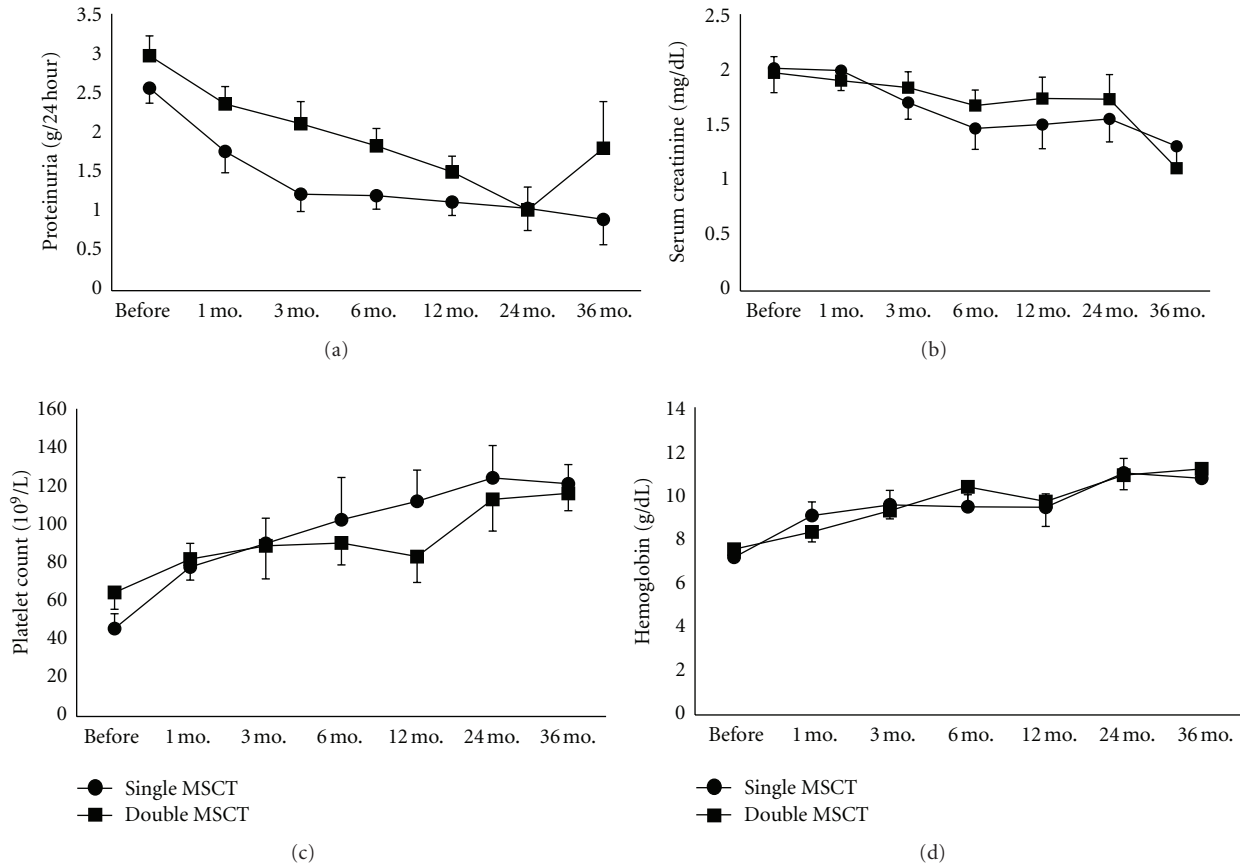 3.5
3
2.5
2
1.5
1
0.5
0
Proteinuria (g/24 hour)
Before 1 mo. 3 mo. 6 mo. 12 mo. 24 mo. 36 mo.
(a)
2.5
2
1.5
1
0.5
0
Serum creatinine (mg/dL)
Before 1 mo. 3 mo. 6 mo. 12 mo. 24 mo. 36 mo.
(b)
160
140
120
100
80
60
40
20
0
Platelet count (10⁹/L)
Before 1 mo. 3 mo. 6 mo. 12 mo. 24 mo. 36 mo.
Single MSCT
Double MSCT
(c)
14
12
10
8
6
4
2
0
Hemoglobin (g/dL)
Before 1 mo. 3 mo. 6 mo. 12 mo. 24 mo. 36 mo.
Single MSCT
Double MSCT
(d)